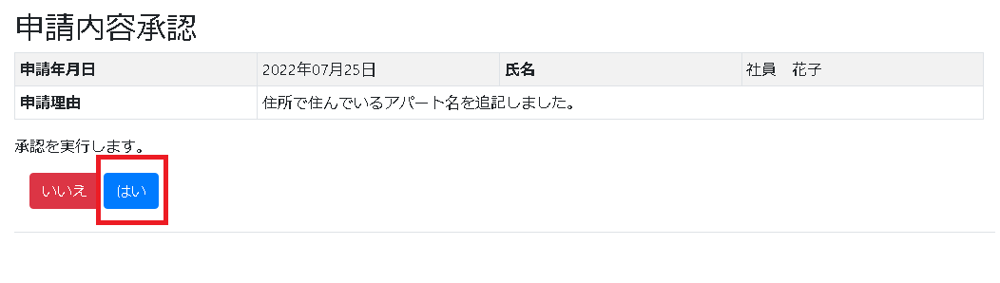 申請内容承認
申請年月日 2022年07月25日 氏名 社員　花子
申請理由 住所で住んでいるアパート名を追記しました。
承認を実行します。
いいえ はい